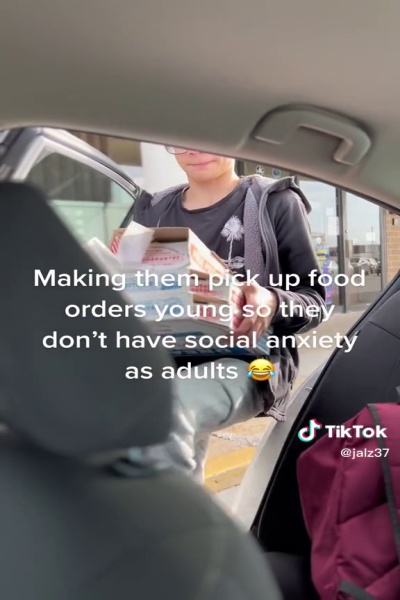 Making them pick up food
orders young so they
don't have social anxiety
as adults 😂
TikTok
@jalz37